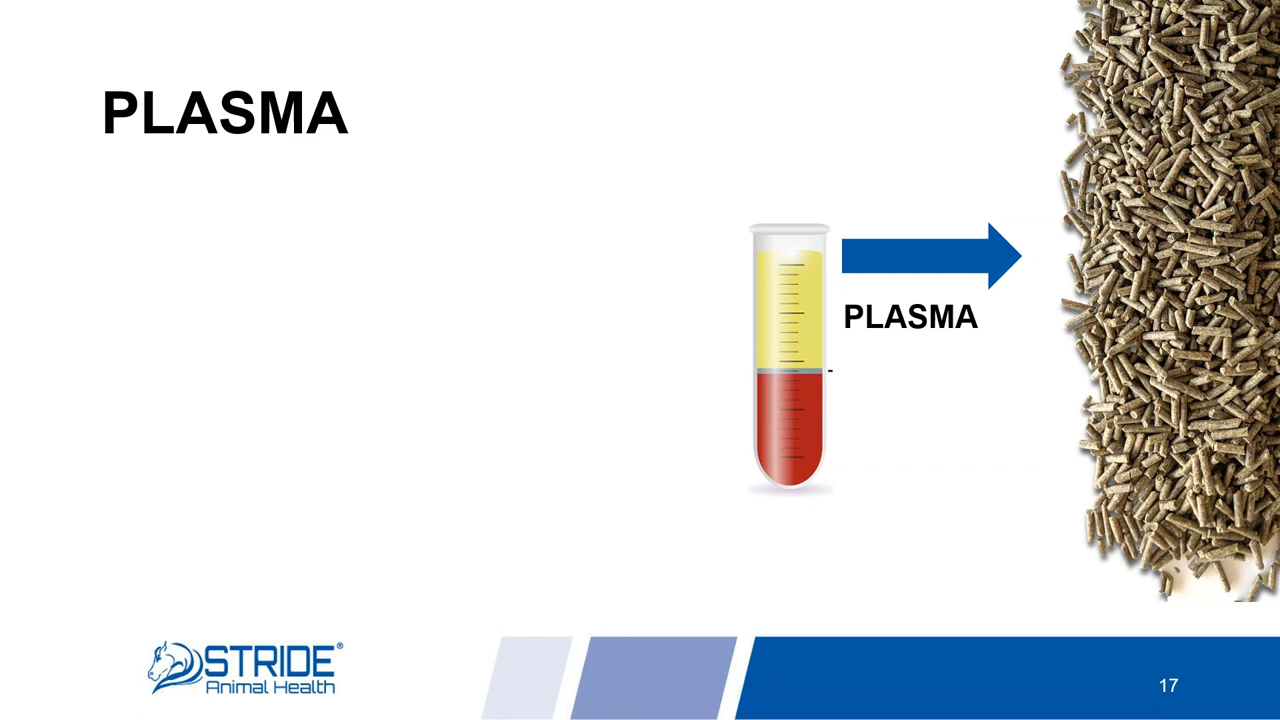 PLASMA
PLASMA
-
STRIDE®
Animal Health
17